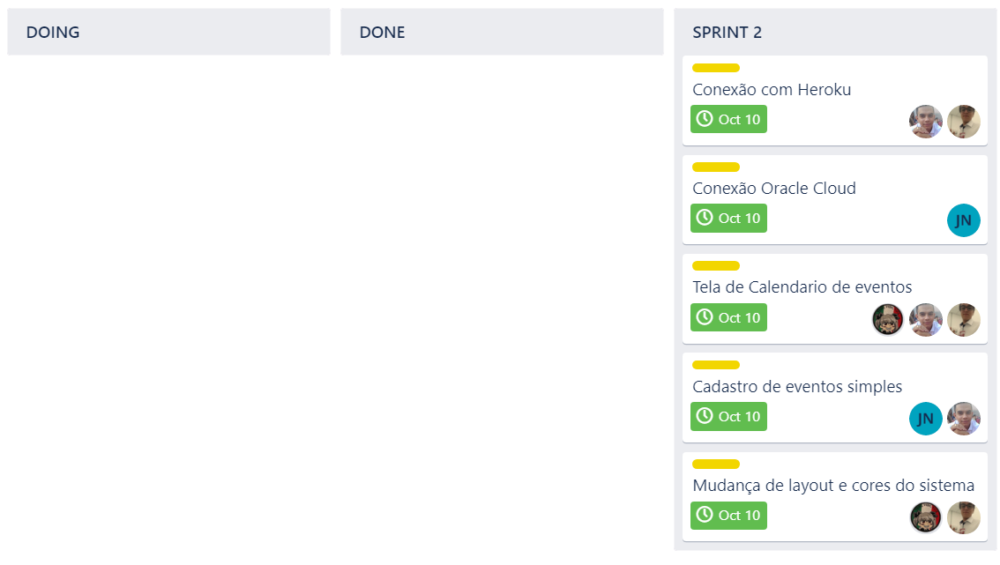 DOING
DONE
SPRINT 2
Conexão com Heroku
Oct 10
Conexão Oracle Cloud
Oct 10
JN
Tela de Calendario de eventos
Oct 10
Cadastro de eventos simples
Oct 10
JN
Mudança de layout e cores do sistema
Oct 10